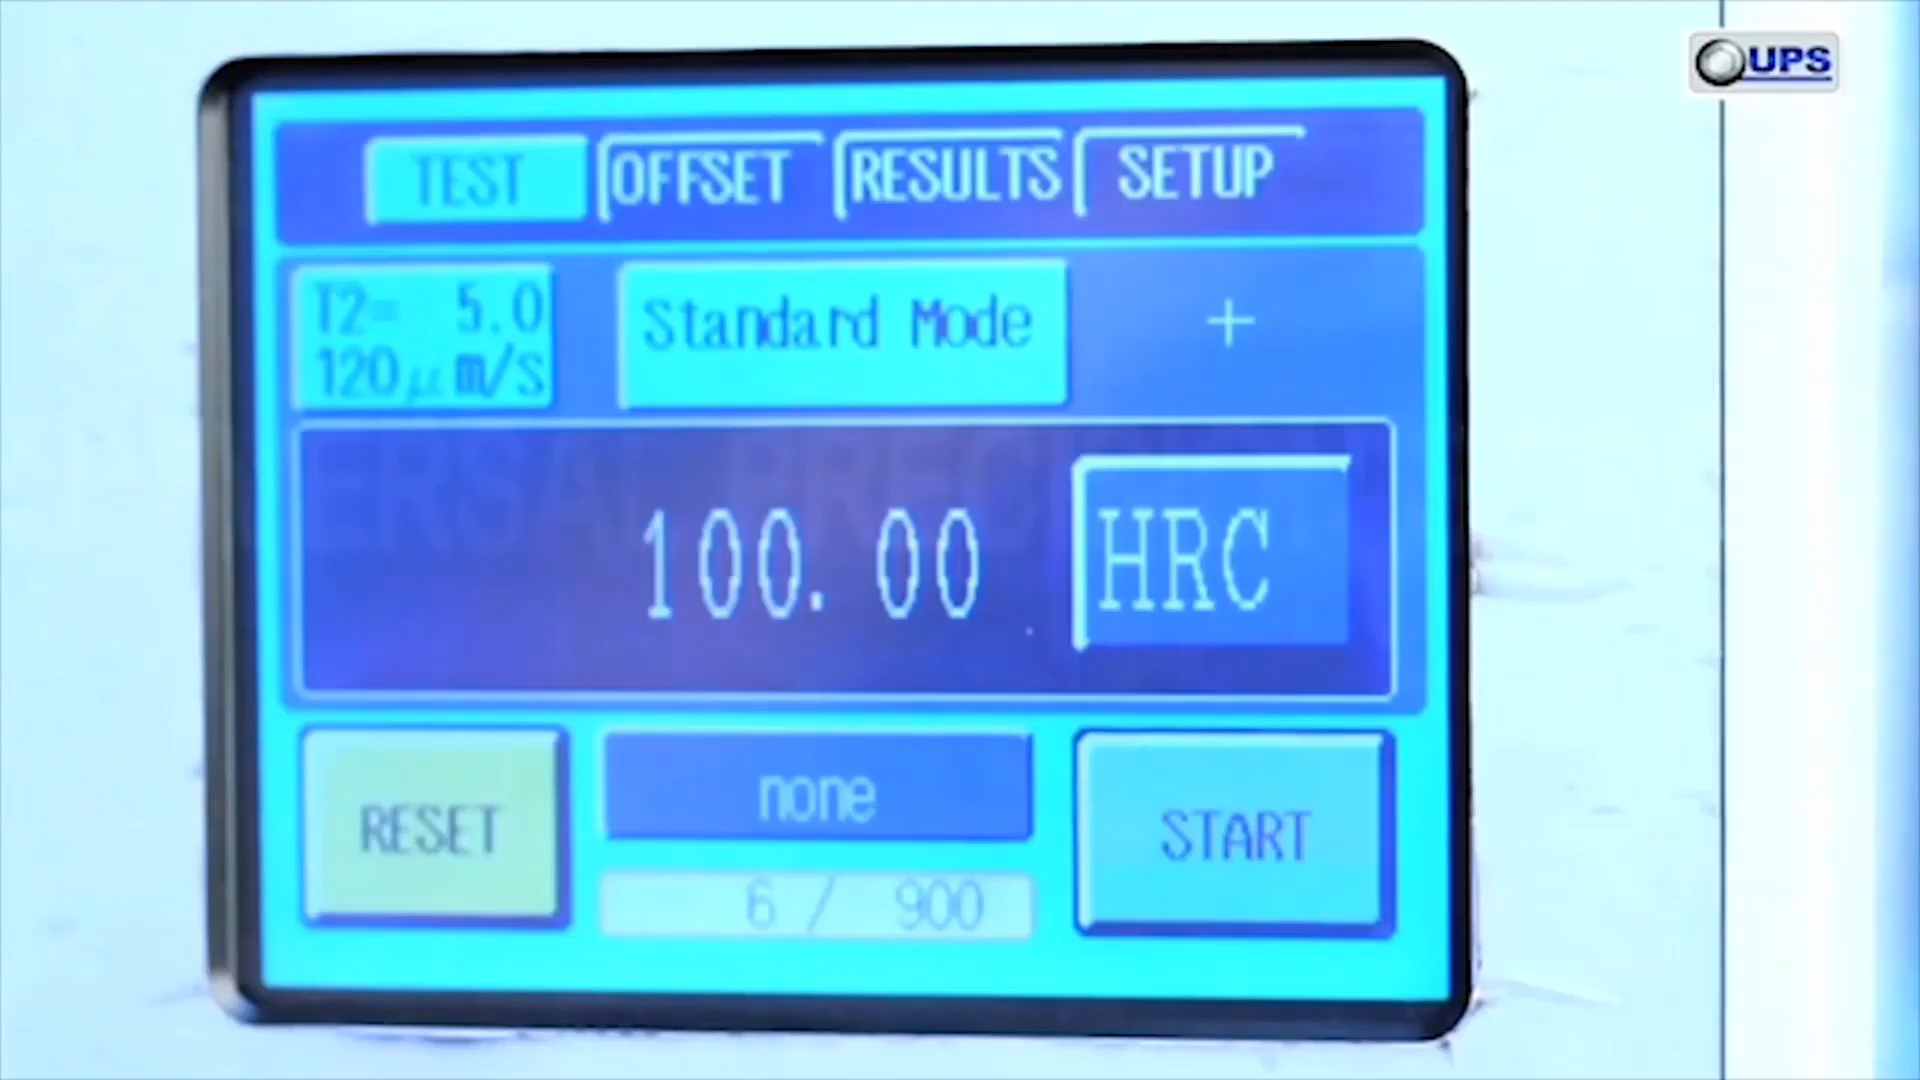 UPS
TEST OFFSET RESULTS SETUP
T2= 5.0
120μm/s
Standard Mode
+
100.00 HRC
RESET
none
START
6 / 900